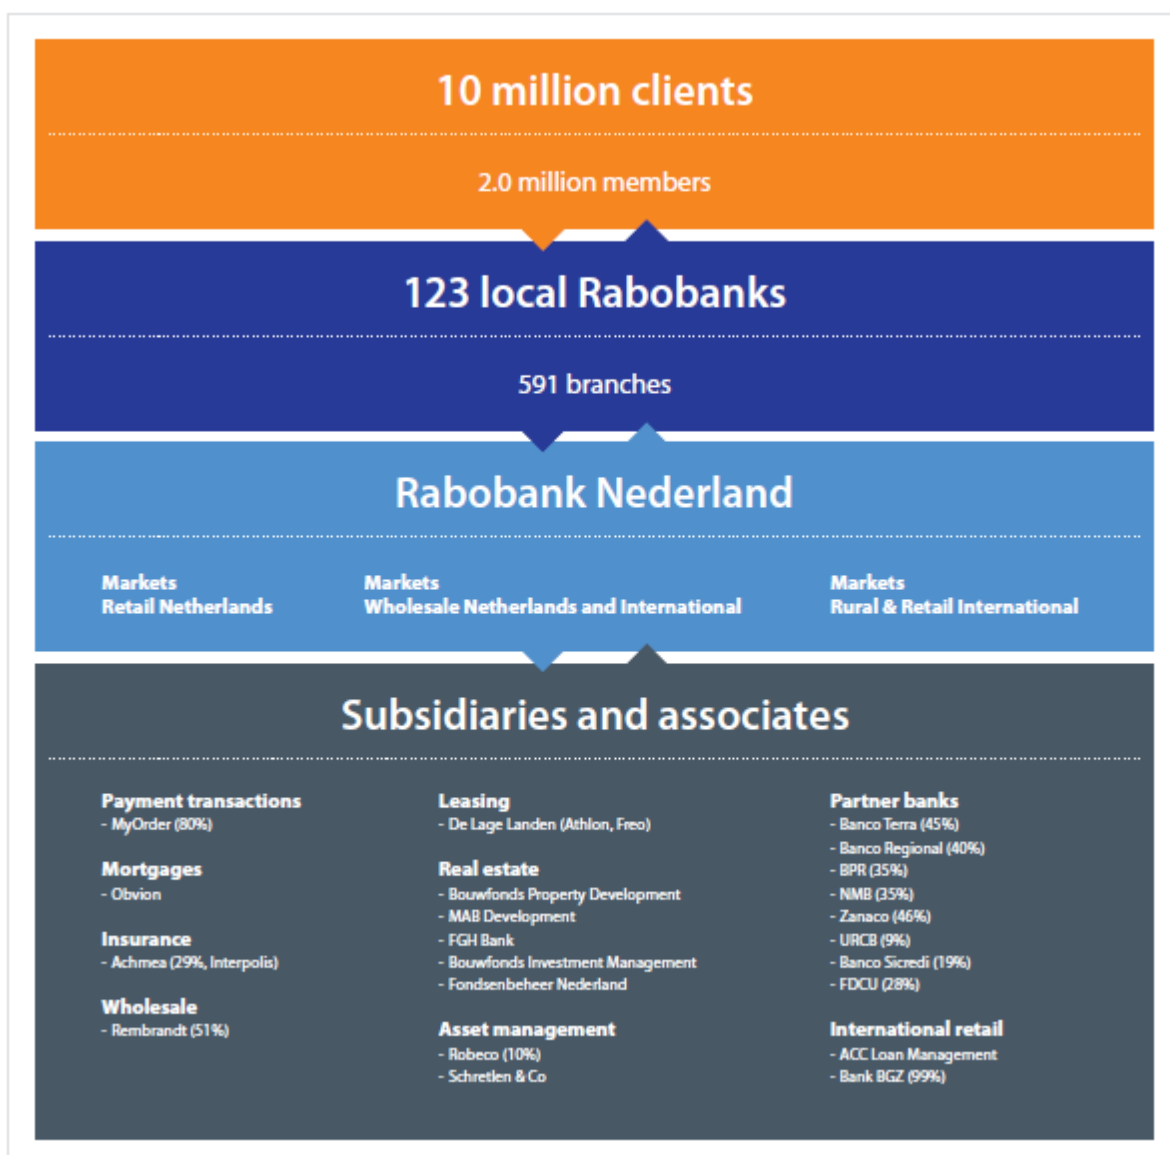 10 million clients
2.0 million members
123 local Rabobanks
591 branches
Rabobank Nederland
Markets
Retail Netherlands
Markets
Wholesale Netherlands and International
Markets
Rural & Retail International
Subsidiaries and associates
Payment transactions
- MyOrder (80%)
Mortgages
- Obvion
Insurance
- Achmea (29%, Interpolis)
Wholesale
- Rembrandt (51%)
Leasing
- De Lage Landen (Athlon, Freo)
Real estate
- Bouwfonds Property Development
- MAB Development
- FGH Bank
- Bouwfonds Investment Management
- Fondsenbeheer Nederland
Asset management
- Robeco (10%)
- Schretlen & Co
Partner banks
- Banco Terra (45%)
- Banco Regional (40%)
- BPR (35%)
- NMB (35%)
- Zanaco (46%)
- URCB (9%)
- Banco Sicredi (19%)
- FDCU (28%)
International retail
- ACC Loan Management
- Bank BGZ (99%)